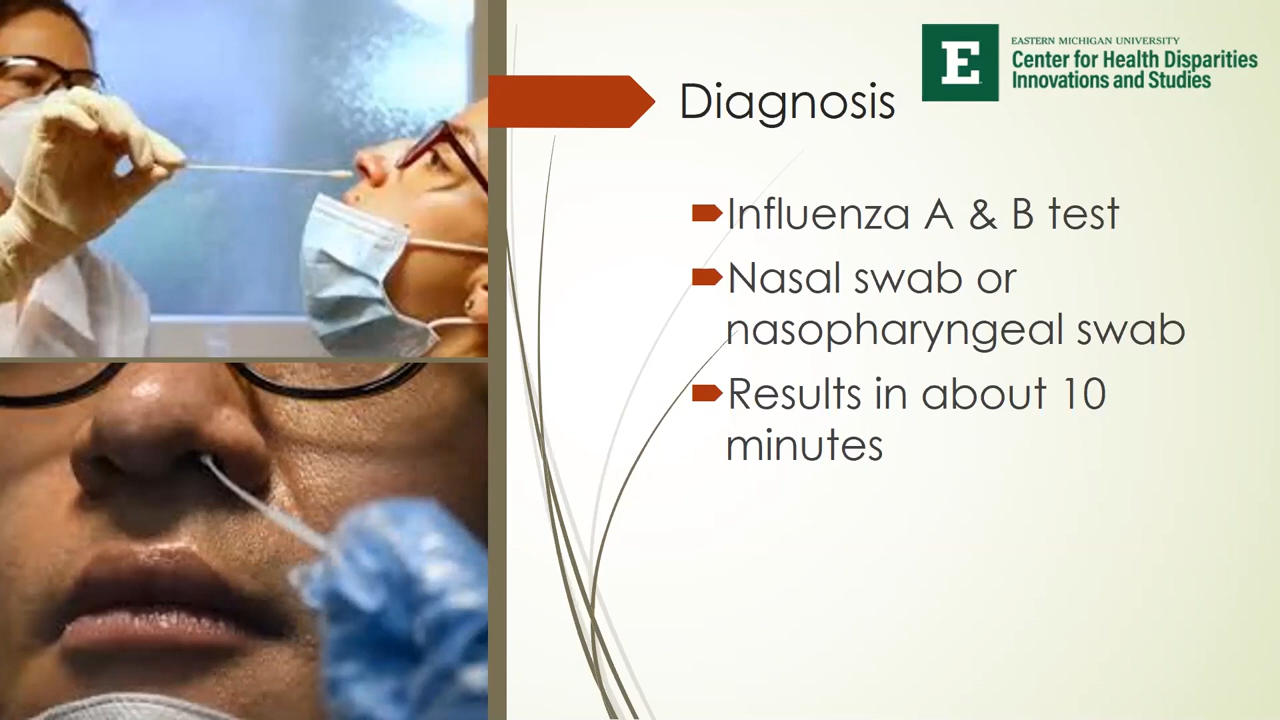 E
EASTERN MICHIGAN UNIVERSITY
Center for Health Disparities
Innovations and Studies
Diagnosis
Influenza A & B test
Nasal swab or
nasopharyngeal swab
Results in about 10
minutes